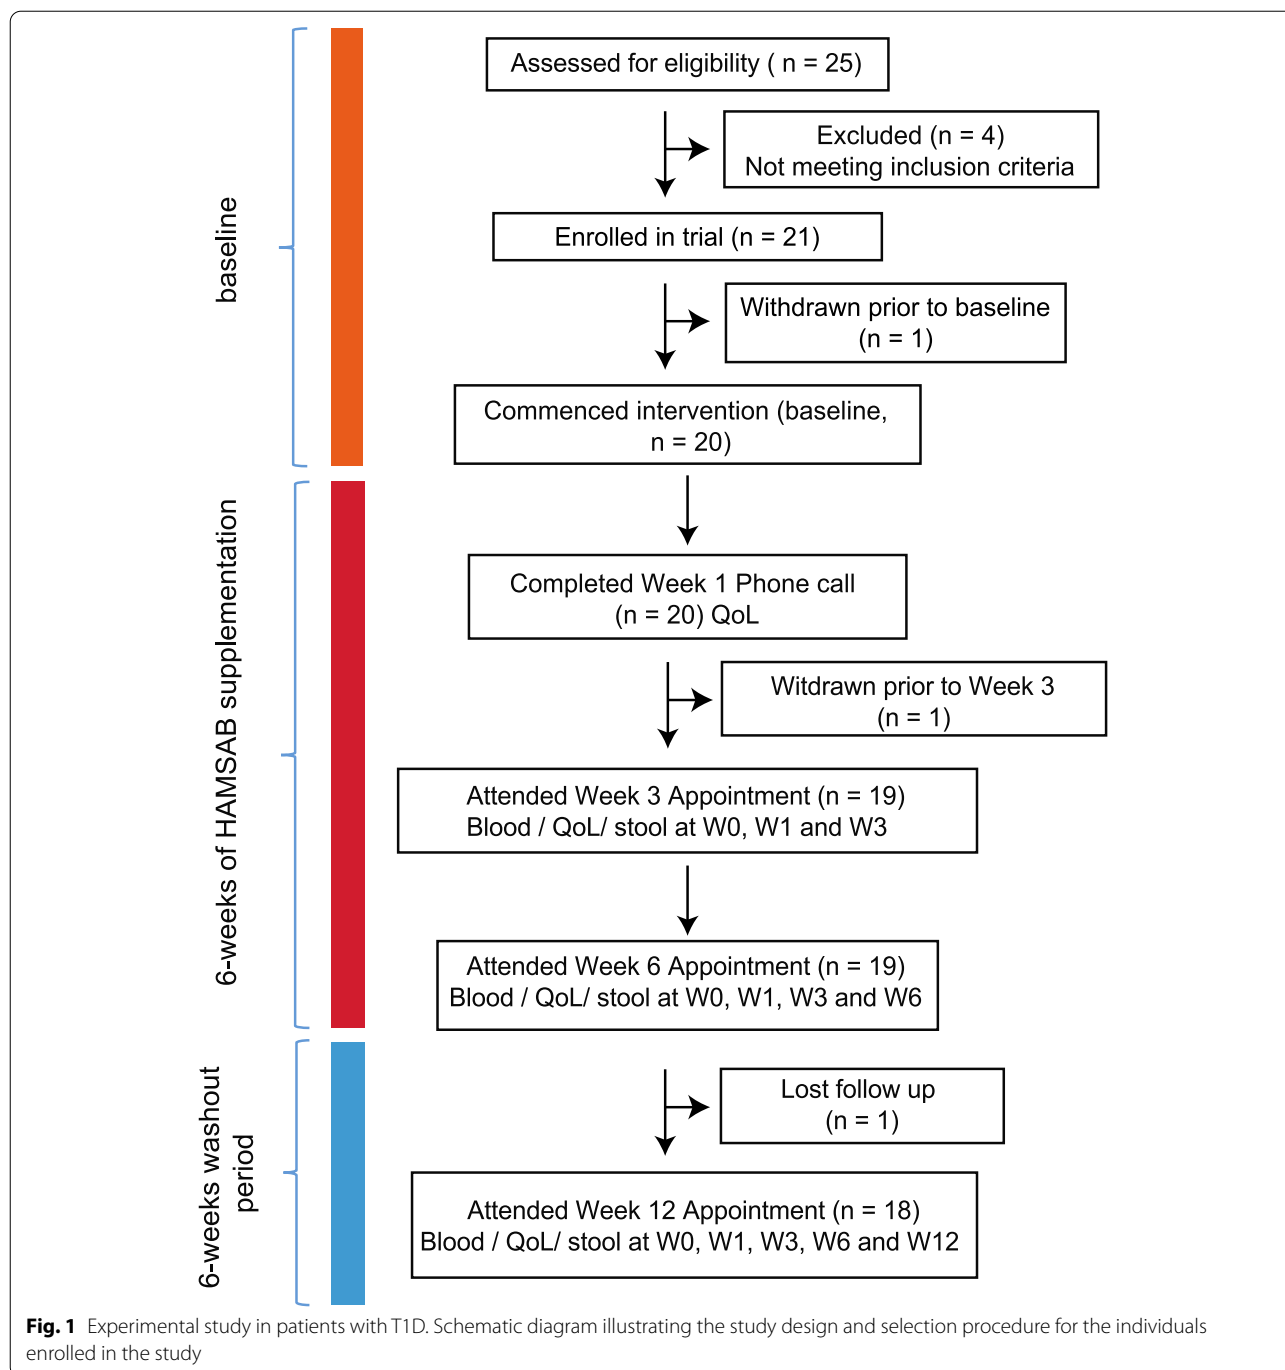 Assessed for eligibility ( n = 25)
Excluded (n = 4)
Not meeting inclusion criteria
Enrolled in trial (n = 21)
Withdrawn prior to baseline
(n = 1)
Commenced intervention (baseline,
n = 20)
baseline
Completed Week 1 Phone call
(n = 20) QoL
Witdrawn prior to Week 3
(n = 1)
Attended Week 3 Appointment (n = 19)
Blood / QoL/ stool at W0, W1 and W3
Attended Week 6 Appointment (n = 19)
Blood / QoL/ stool at W0, W1, W3 and W6
6-weeks of HAMSAB supplementation
Lost follow up
(n = 1)
Attended Week 12 Appointment (n = 18)
Blood / QoL/ stool at W0, W1, W3, W6 and W12
6-weeks washout
period
Fig. 1 Experimental study in patients with T1D. Schematic diagram illustrating the study design and selection procedure for the individuals
enrolled in the study